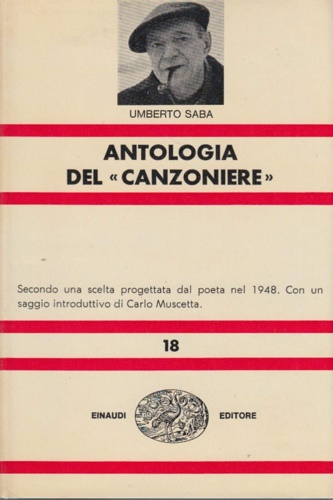 UMBERTO SABA
ANTOLOGIA
DEL « CANZONIERE »
Secondo una scelta progettata dal poeta nel 1948. Con un
saggio introduttivo di Carlo Muscetta.
18
EINAUDI EDITORE